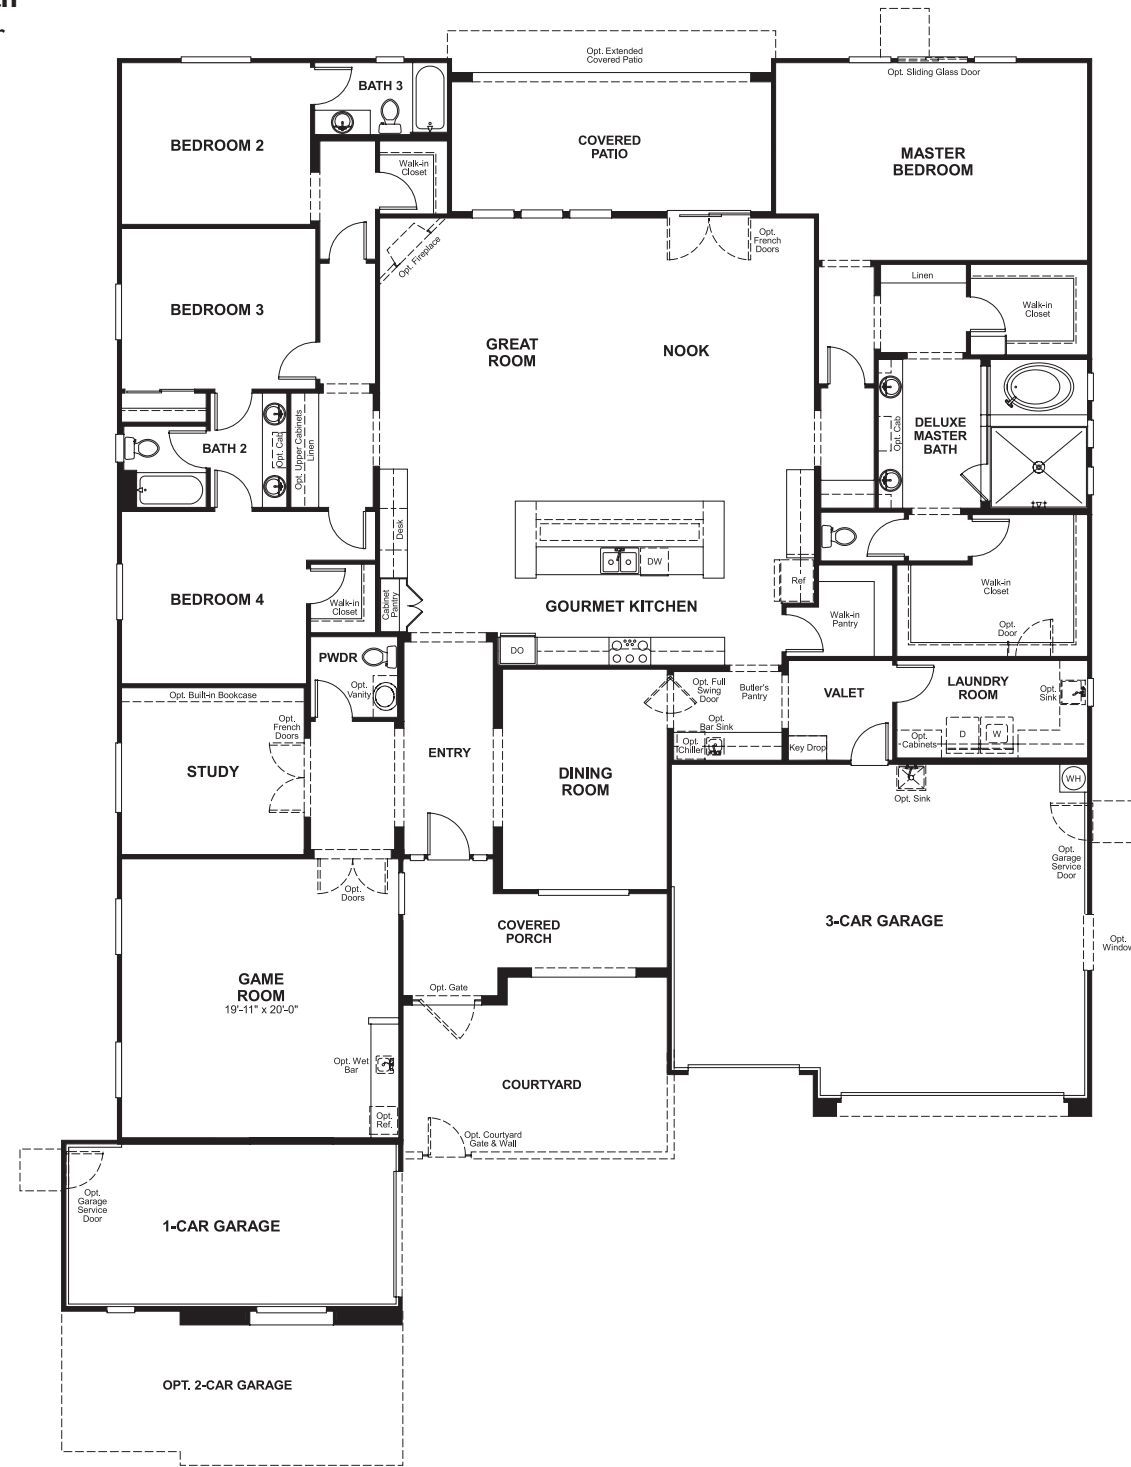 Opt. Extended
Covered Patio
Opt. Sliding Glass Door
BATH 3
BEDROOM 2
COVERED
PATIO
MASTER
BEDROOM
Walk-in
Closet
Opt. Fireplace
Opt.
French
Doors
Linen
Walk-in
Closet
BEDROOM 3
GREAT
ROOM
NOOK
BATH 2
Opt. Cab
Opt. Upper Cabinets
Linen
Opt. Cab
DELUXE
MASTER
BATH
Desk
DW
Ref
BEDROOM 4
Walk-in
Closet
Cabinet
Pantry
GOURMET KITCHEN
Walk-in
Pantry
Walk-in
Closet
Opt.
Door
PWDR
Opt.
Vanity
DO
Opt. Full
Swing
Door
Butler's
Pantry
VALET
LAUNDRY
ROOM
Opt.
Sink
Opt. Built-in Bookcase
Opt.
French
Doors
STUDY
ENTRY
DINING
ROOM
Opt.
Bar Sink
Opt.
Chiller
Key Drop
Opt.
Cabinets
D
W
Opt. Sink
WH
Opt.
Garage
Service
Door
Opt.
Doors
COVERED
PORCH
3-CAR GARAGE
Opt.
Window
GAME
ROOM
19'-11" x 20'-0"
Opt. Gate
Opt. Wet
Bar
Opt.
Ref.
COURTYARD
Opt. Courtyard
Gate & Wall
Opt.
Garage
Service
Door
1-CAR GARAGE
OPT. 2-CAR GARAGE